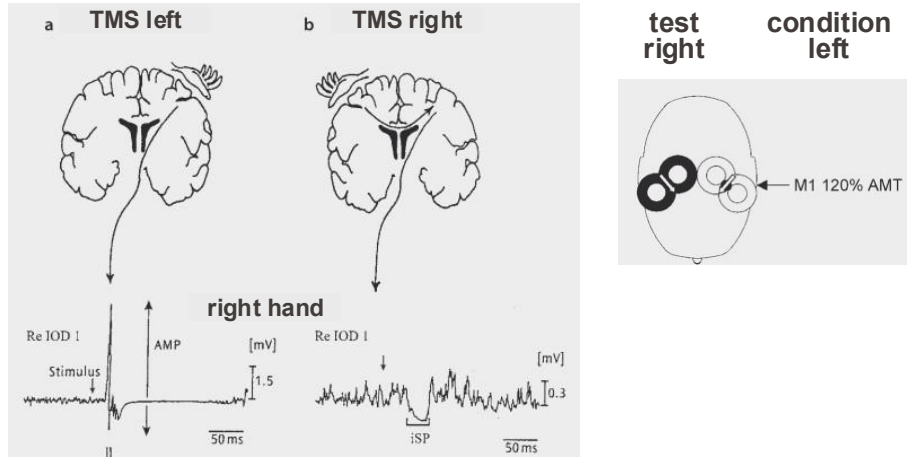 a TMS left
b TMS right
right hand
Re IOD 1
Stimulus
AMP
[mV]
1.5
50 ms
Re IOD 1
[mV]
0.3
iSP
50 ms
test
right
condition
left
M1 120% AMT